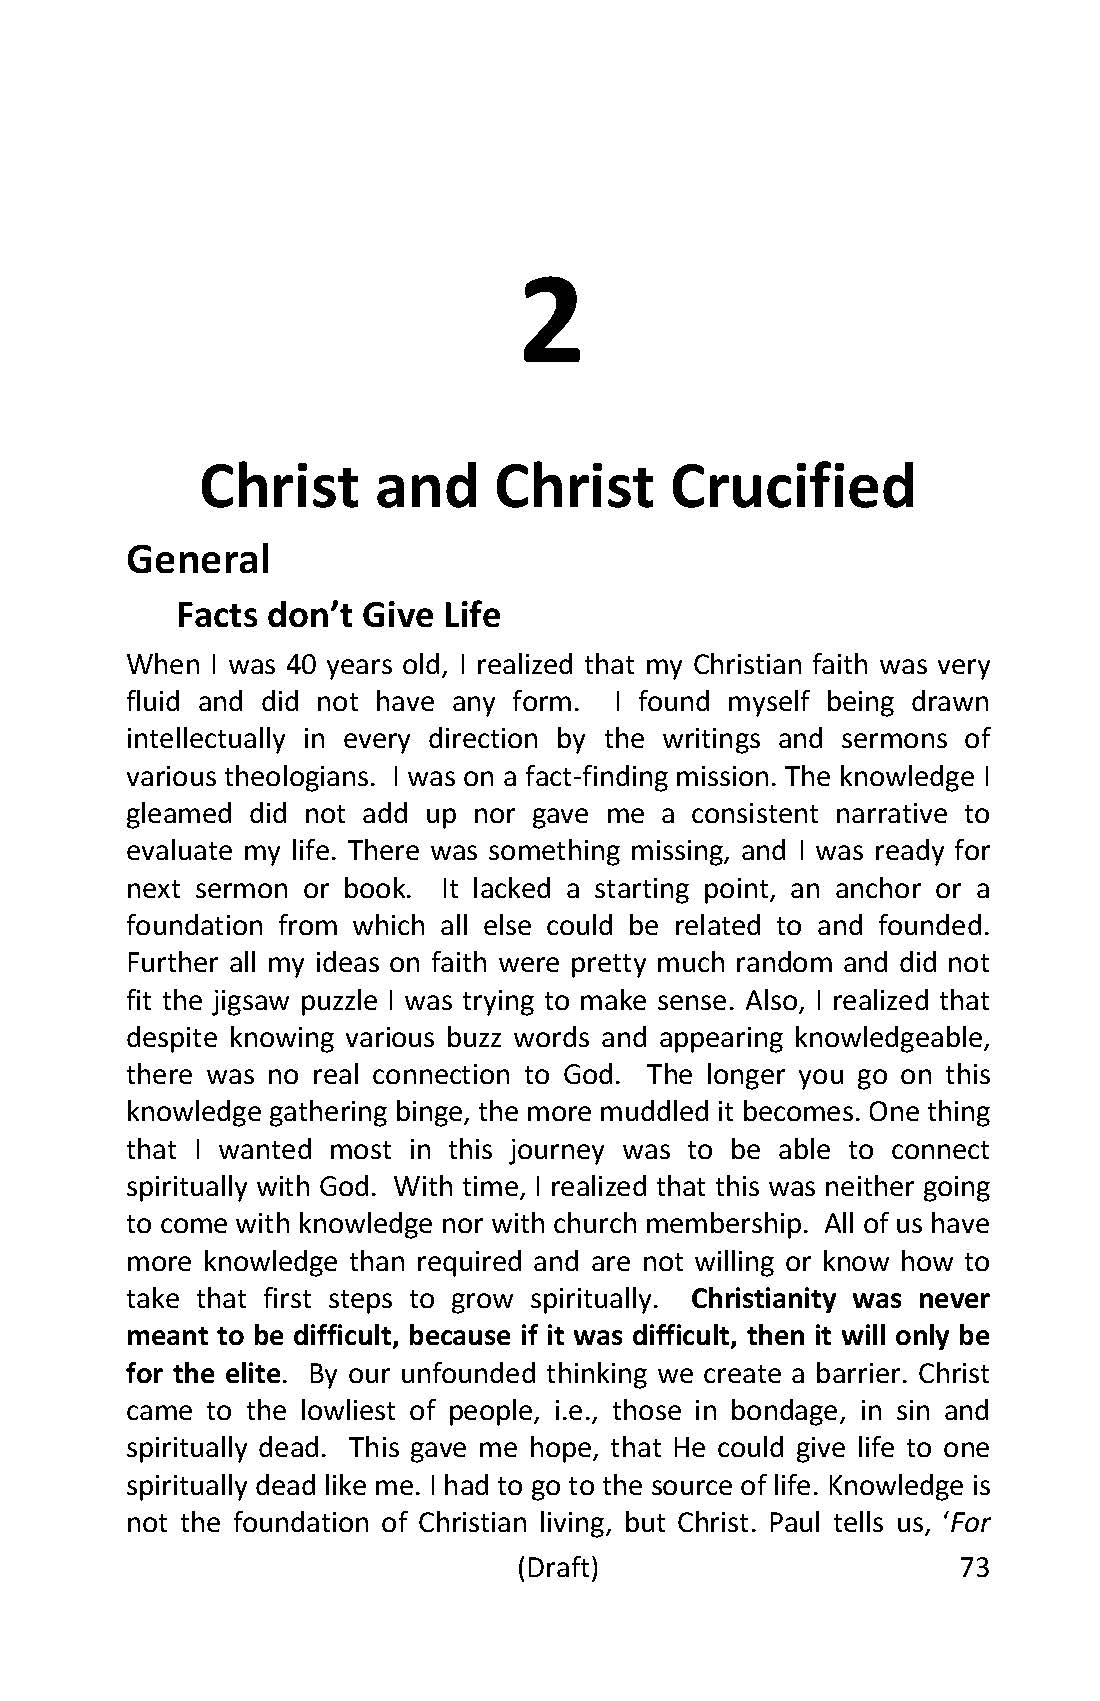 2
Christ and Christ Crucified
General
Facts don’t Give Life
When I was 40 years old, I realized that my Christian faith was very
fluid and did not have any form. I found myself being drawn
intellectually in every direction by the writings and sermons of
various theologians. I was on a fact-finding mission. The knowledge I
gleamed did not add up nor gave me a consistent narrative to
evaluate my life. There was something missing, and I was ready for
next sermon or book. It lacked a starting point, an anchor or a
foundation from which all else could be related to and founded.
Further all my ideas on faith were pretty much random and did not
fit the jigsaw puzzle I was trying to make sense. Also, I realized that
despite knowing various buzz words and appearing knowledgeable,
there was no real connection to God. The longer you go on this
knowledge gathering binge, the more muddled it becomes. One thing
that I wanted most in this journey was to be able to connect
spiritually with God. With time, I realized that this was neither going
to come with knowledge nor with church membership. All of us have
more knowledge than required and are not willing or know how to
take that first steps to grow spiritually. Christianity was never
meant to be difficult, because if it was difficult, then it will only be
for the elite. By our unfounded thinking we create a barrier. Christ
came to the lowliest of people, i.e., those in bondage, in sin and
spiritually dead. This gave me hope, that He could give life to one
spiritually dead like me. I had to go to the source of life. Knowledge is
not the foundation of Christian living, but Christ. Paul tells us, ‘For
(Draft) 73